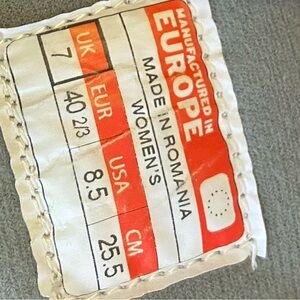 MANUFACTURED IN
EUROPE
MADE IN ROMANIA
WOMEN'S
UK EUR USA CM
7 40 2/3 8.5 25.5